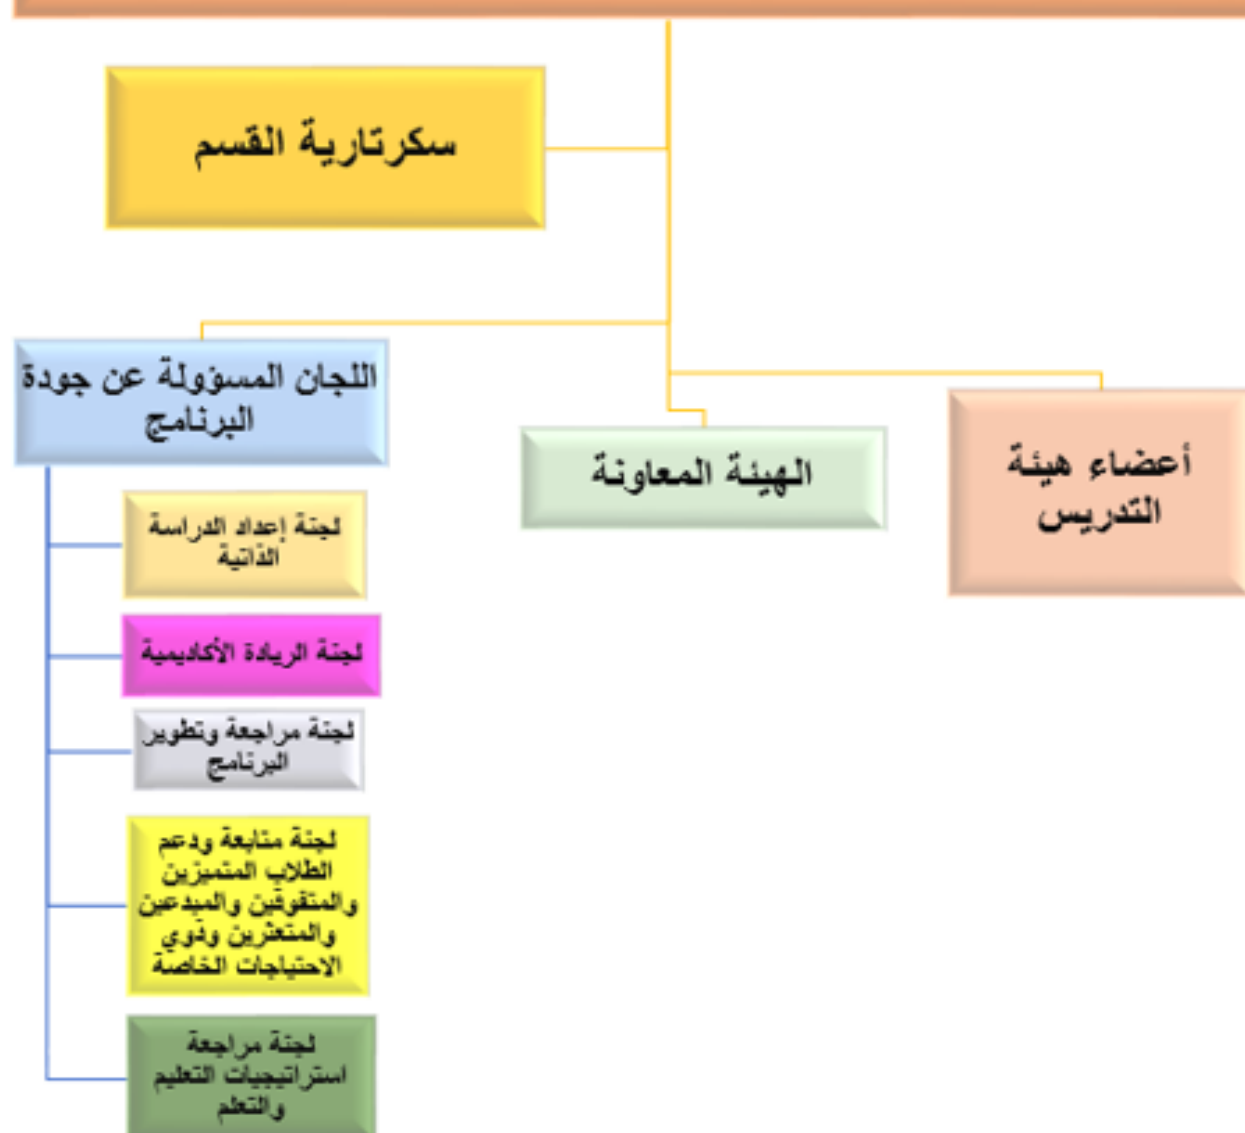 سكرتارية القسم
اللجان المسؤولة عن جودة
البرنامج
الهيئة المعاونة
أعضاء هيئة
التدريس
لجنة إعداد الدراسة
الذاتية
لجنة الريادة الأكاديمية
لجنة مراجعة وتطوير
البرنامج
لجنة متابعة ودعم
الطلاب المتميزين
والمتفوقين والمبدعين
والمتعثرين وذوي
الاحتياجات الخاصة
لجنة مراجعة
استراتيجيات التعليم
والتعلم